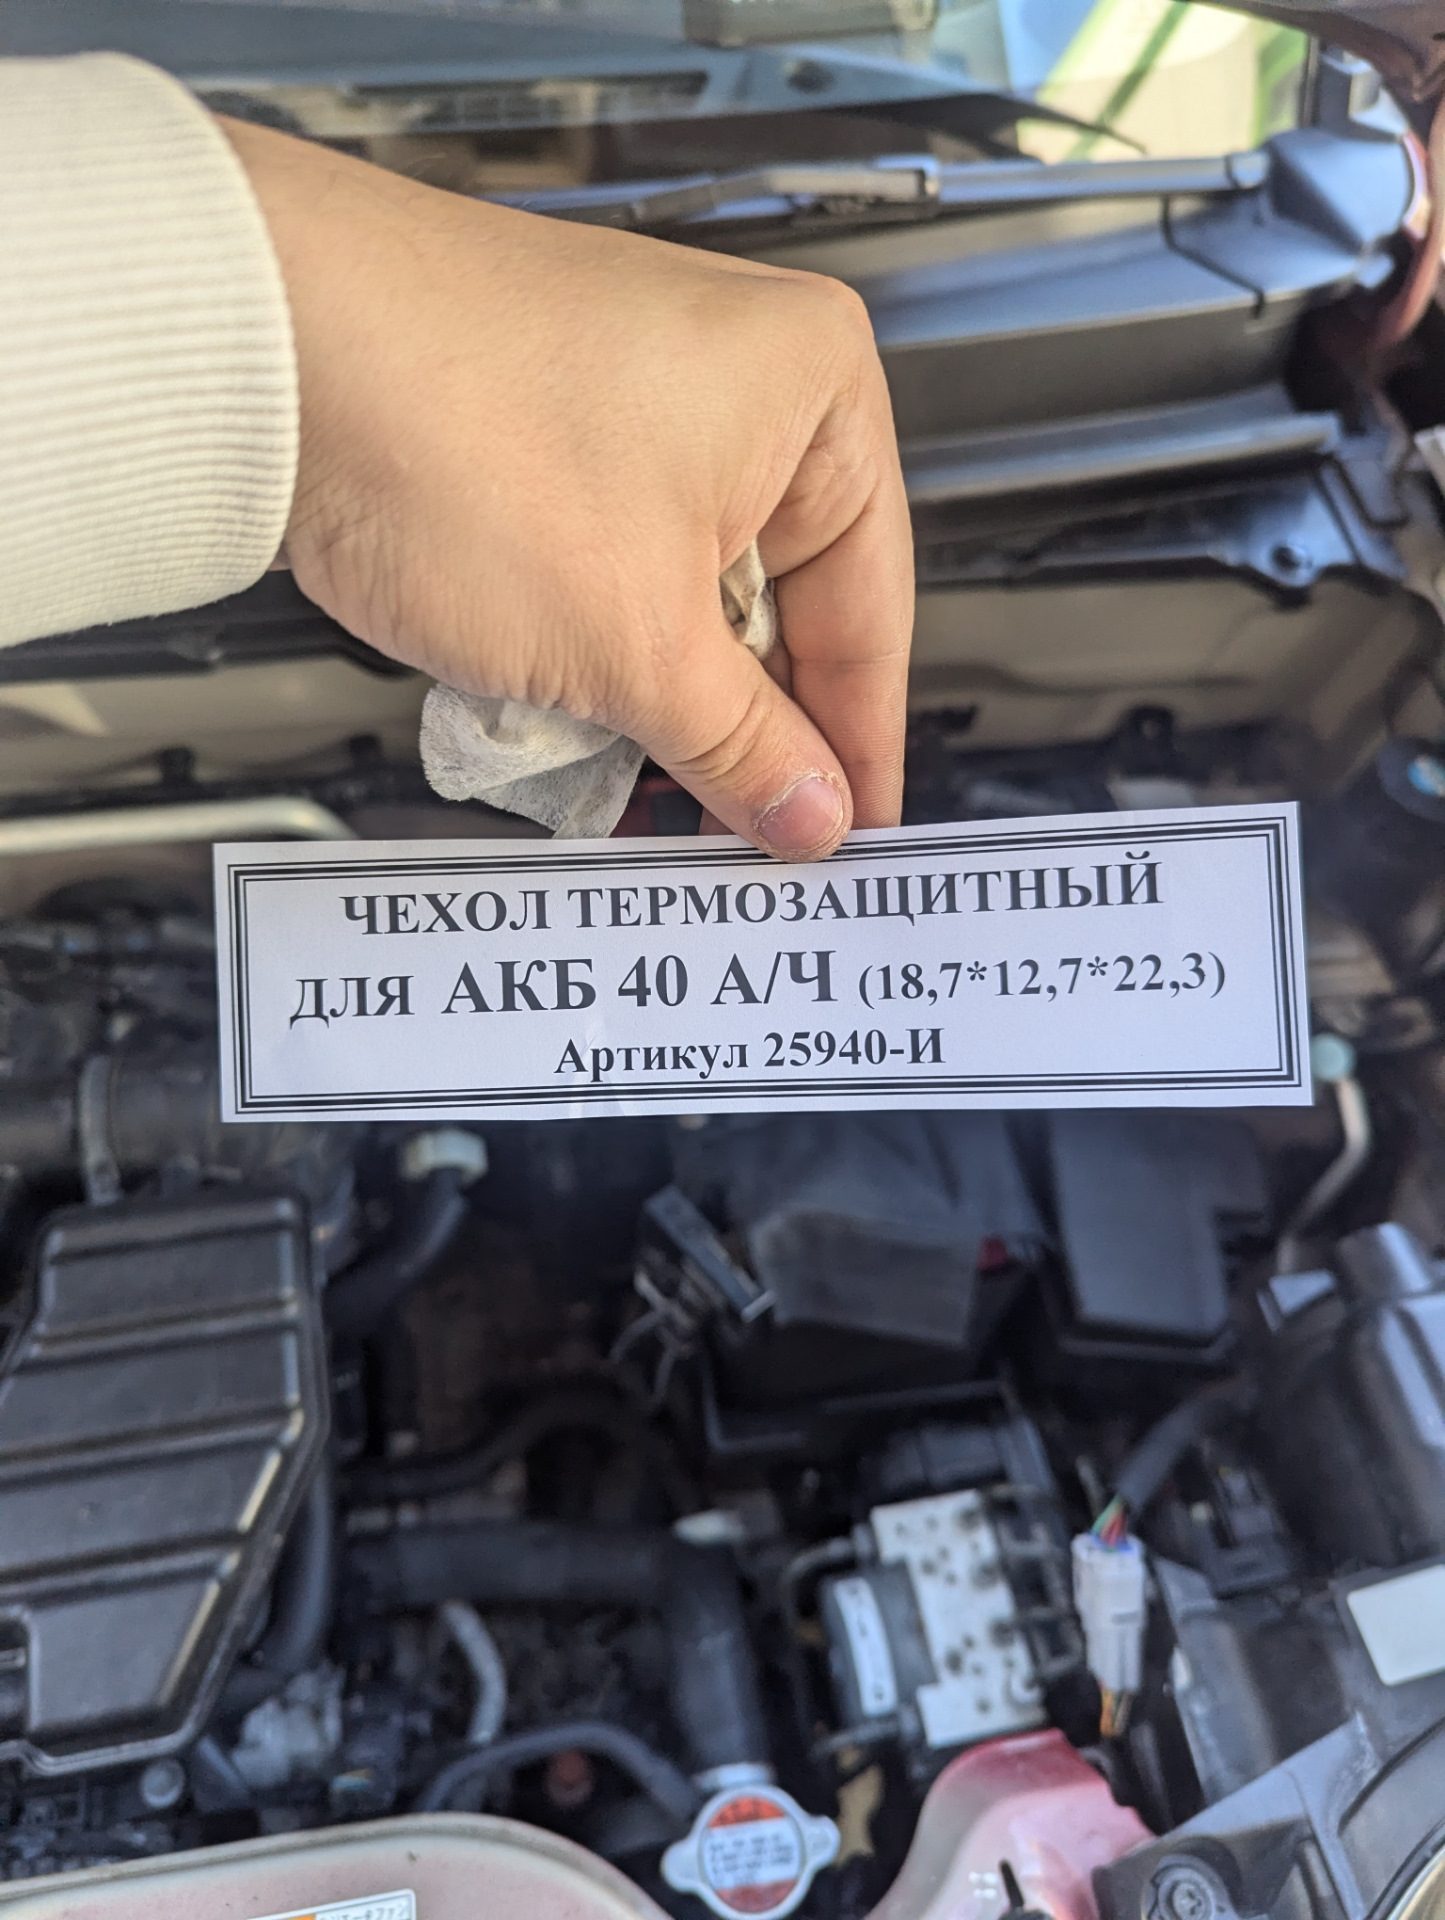 ЧЕХОЛ ТЕРМОЗАЩИТНЫЙ
ДЛЯ АКБ 40 А/Ч (18,7*12,7*22,3)
Артикул 25940-И